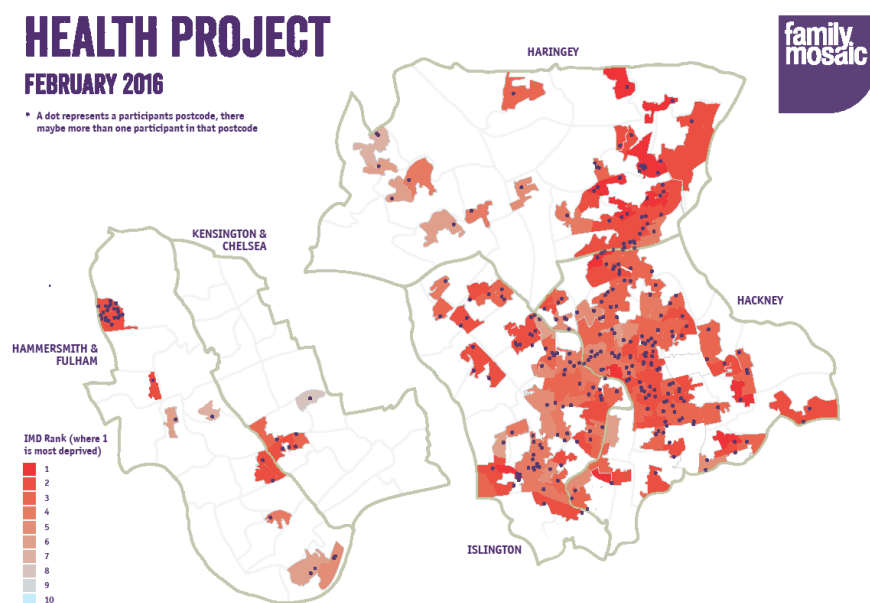 HEALTH PROJECT
FEBRUARY 2016
• A dot represents a participants postcode, there
maybe more than one participant in that postcode
family
mosaic
HARINGEY
KENSINGTON &
CHELSEA
HACKNEY
HAMMERSMITH &
FULHAM
ISLINGTON
IMD Rank (where 1
is most deprived)
1
2
3
4
5
6
7
8
9
10